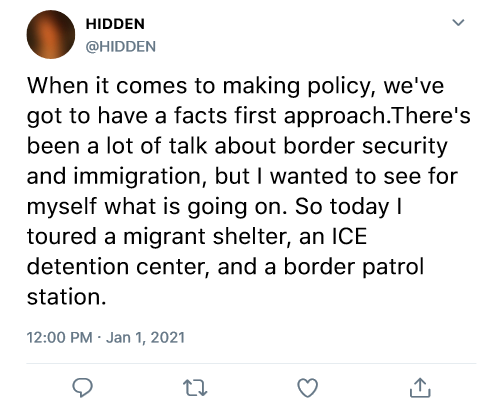 HIDDEN
@HIDDEN
When it comes to making policy, we've
got to have a facts first approach.There's
been a lot of talk about border security
and immigration, but I wanted to see for
myself what is going on. So today I
toured a migrant shelter, an ICE
detention center, and a border patrol
station.
12:00 PM · Jan 1, 2021